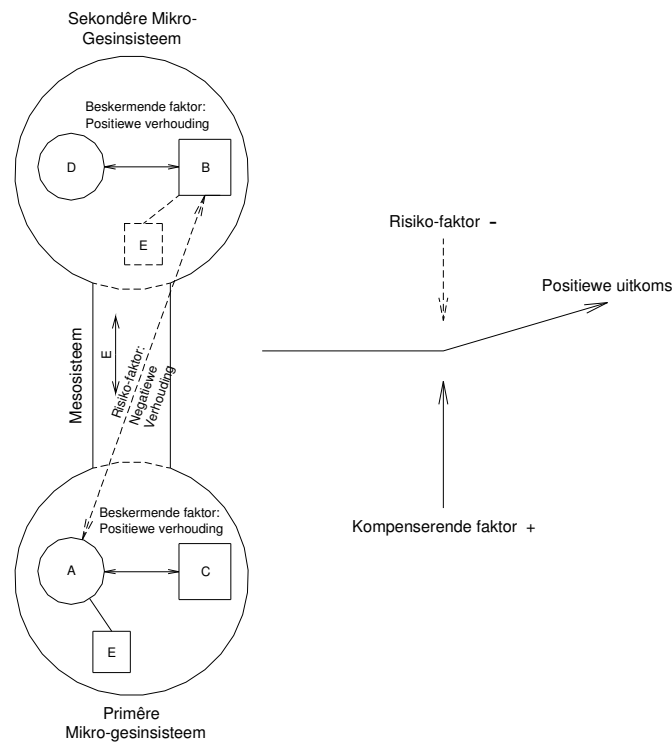 Sekondêre Mikro-
Gesinsisteem
Beskermende faktor:
Positiewe verhouding
D
B
E
Mesosisteem
E
Risiko-faktor:
Negatiewe
Verhouding
Beskermende faktor:
Positiewe verhouding
A
C
E
Primêre
Mikro-gesinsisteem
Risiko-faktor -
Positiewe uitkoms
Kompenserende faktor +